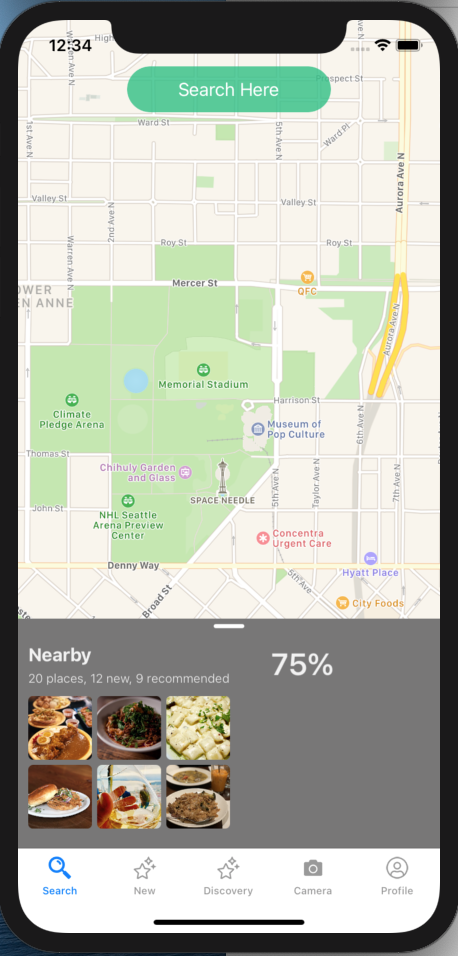 12:34
High
Warren Ave N
Search Here
Prospect St
1st Ave N
Ward St
5th Ave N
Ward Pl
Aurora Ave N
Valley St
Valley St
2nd Ave N
Warren Ave N
Roy St
Roy St
Mercer St
QFC
OWER
EN ANNE
Aurora Ave N
Memorial Stadium
Climate
Pledge Arena
Harrison St
Museum of
Pop Culture
6th Ave N
Thomas St
Chihuly Garden
and Glass
SPACE NEEDLE
5th Ave N
Taylor Ave N
7th Ave N
John St
NHL Seattle
Arena Preview
Center
Concentra
Urgent Care
Denny Way
Hyatt Place
5th Ave
Broad St
City Foods
Nearby
75%
20 places, 12 new, 9 recommended
Search
New
Discovery
Camera
Profile